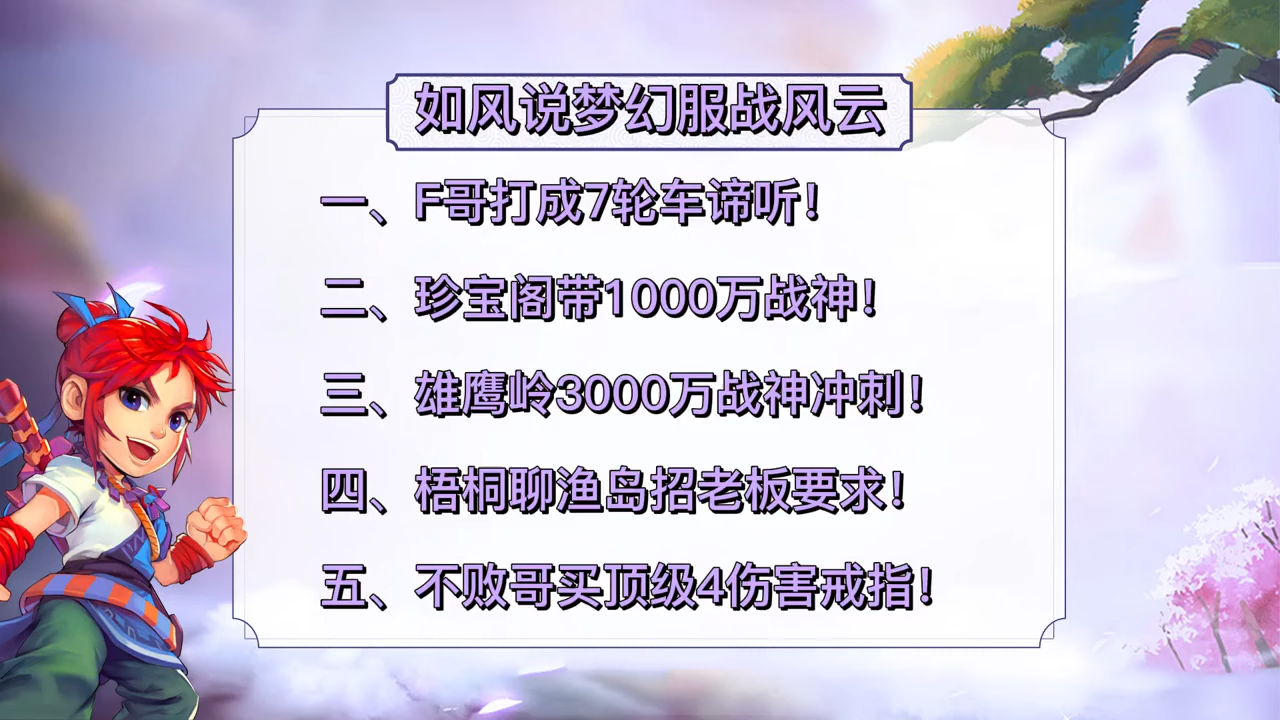 如风说梦幻服战风云
一、F哥打成7轮车谛听！
二、珍宝阁带1000万战神！
三、雄鹰岭3000万战神冲刺！
四、梧桐聊渔岛招老板要求！
五、不败哥买顶级4伤害戒指！